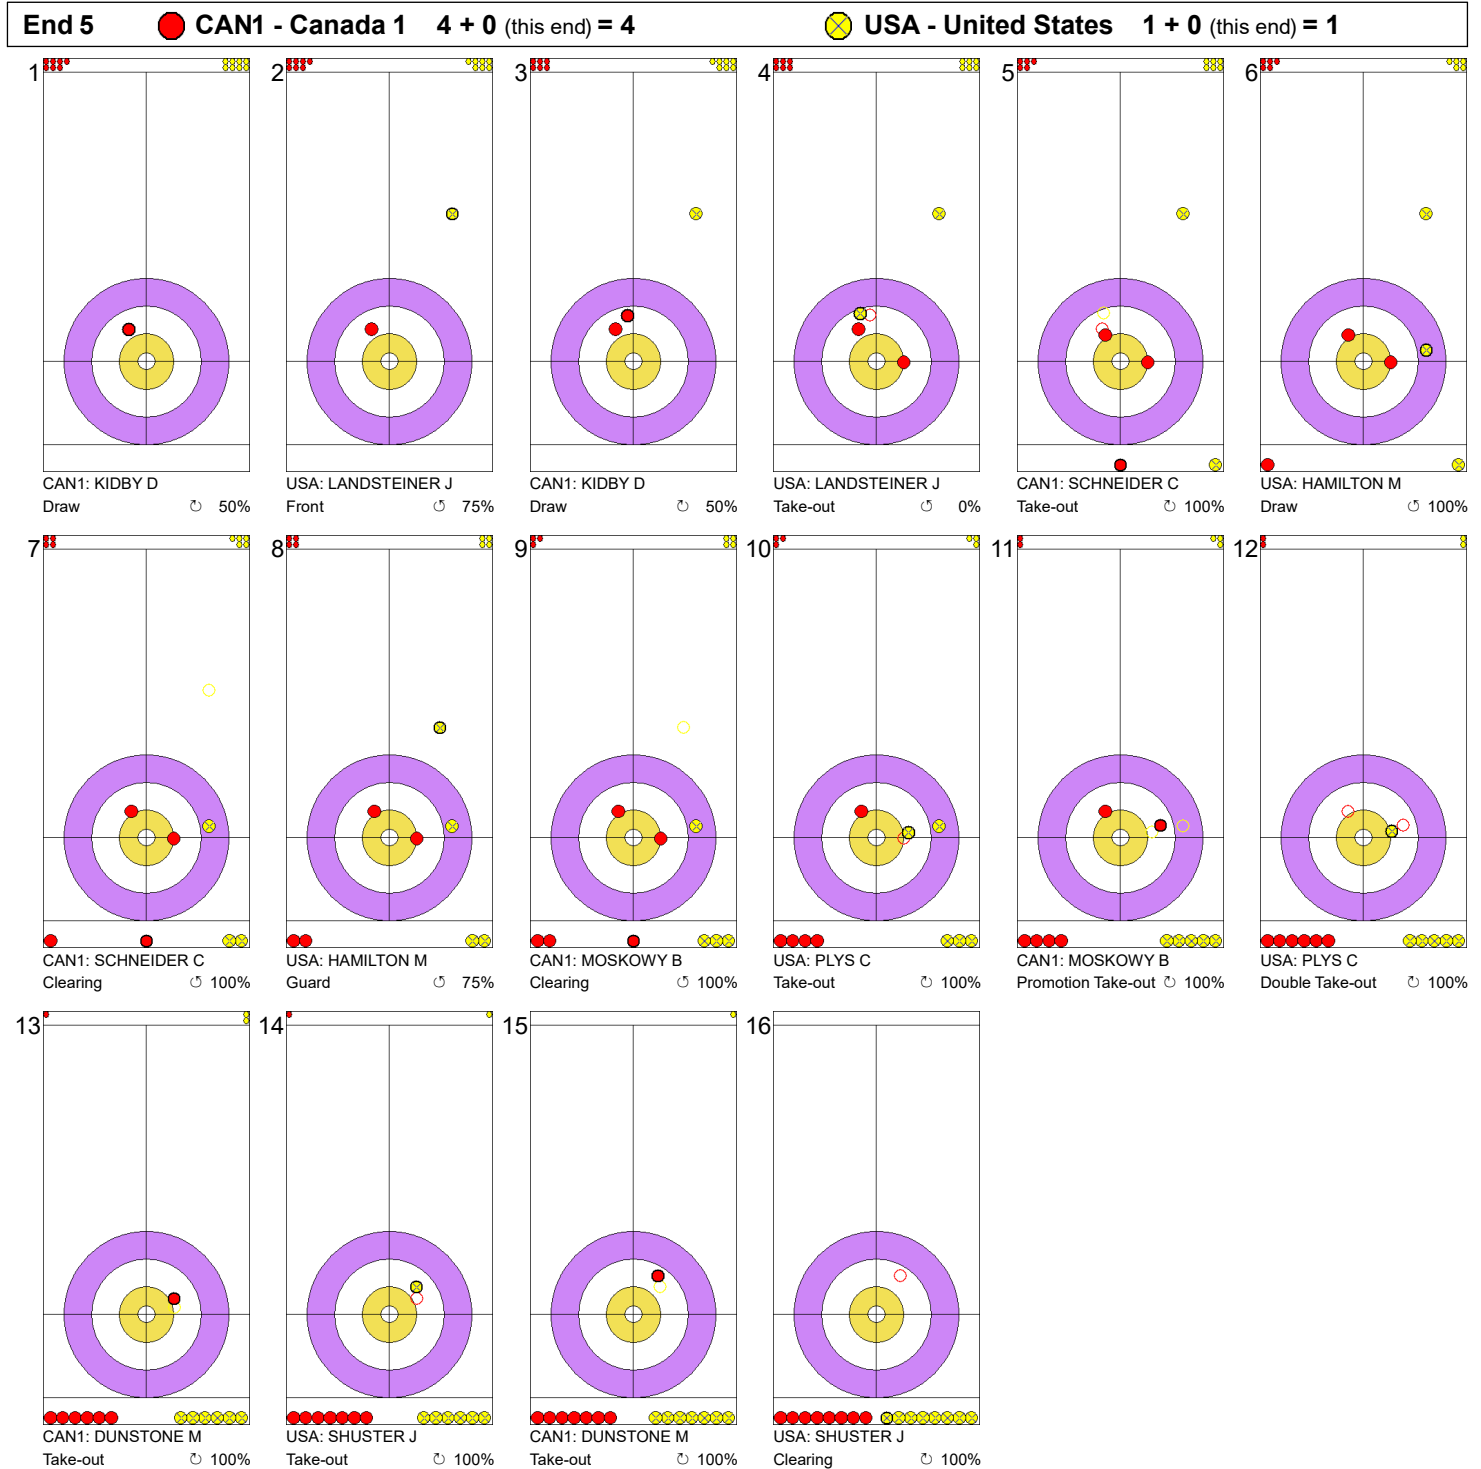 End 5 CAN1 - Canada 1 4 + 0 (this end) = 4 USA - United States 1 + 0 (this end) = 1
1 2 3 4 5 6
CAN1: KIDBY D USA: LANDSTEINER J CAN1: KIDBY D USA: LANDSTEINER J CAN1: SCHNEIDER C USA: HAMILTON M
Draw ↻ 50% Front ↺ 75% Draw ↻ 50% Take-out ↻ 0% Take-out ↻ 100% Draw ↺ 100%
7 8 9 10 11 12
CAN1: SCHNEIDER C USA: HAMILTON M CAN1: MOSKOWY B USA: PLYS C CAN1: MOSKOWY B USA: PLYS C
Clearing ↺ 100% Guard ↺ 75% Clearing ↺ 100% Take-out ↻ 100% Promotion Take-out ↻ 100% Double Take-out ↻ 100%
13 14 15 16
CAN1: DUNSTONE M USA: SHUSTER J CAN1: DUNSTONE M USA: SHUSTER J
Take-out ↻ 100% Take-out ↻ 100% Take-out ↻ 100% Clearing ↻ 100%